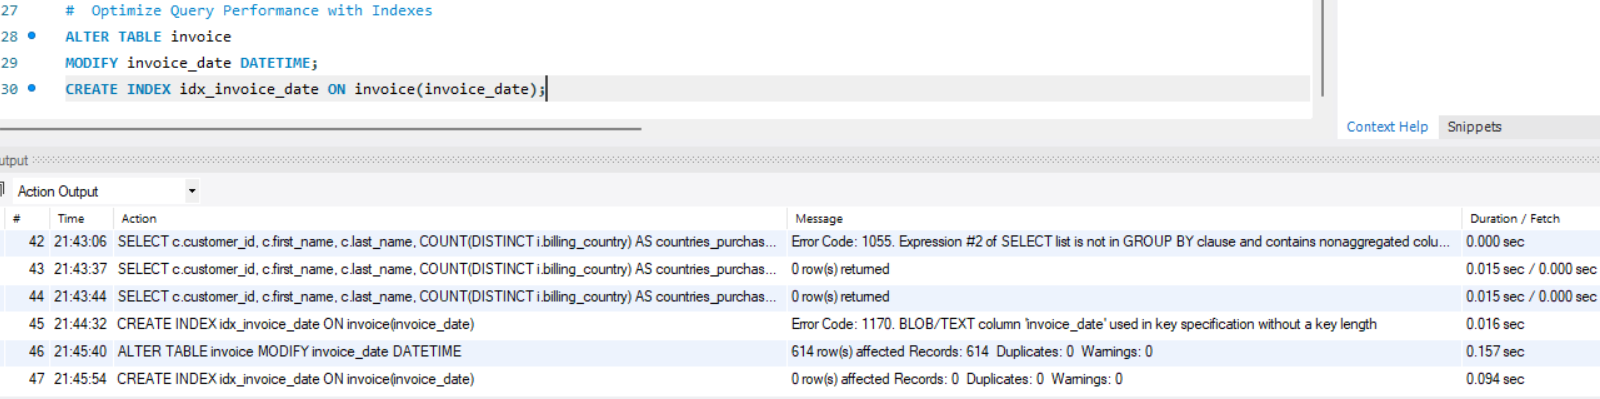 27 # Optimize Query Performance with Indexes
28 ALTER TABLE invoice
29 MODIFY invoice_date DATETIME;
30 CREATE INDEX idx_invoice_date ON invoice(invoice_date);
Context Help Snippets
utput
Action Output
# Time Action Message Duration / Fetch
42 21:43:06 SELECT c.customer_id, c.first_name, c.last_name, COUNT(DISTINCT i.billing_country) AS countries_purchas... Error Code: 1055. Expression #2 of SELECT list is not in GROUP BY clause and contains nonaggregated colu... 0.000 sec
43 21:43:37 SELECT c.customer_id, c.first_name, c.last_name, COUNT(DISTINCT i.billing_country) AS countries_purchas... 0 row(s) returned 0.015 sec / 0.000 sec
44 21:43:44 SELECT c.customer_id, c.first_name, c.last_name, COUNT(DISTINCT i.billing_country) AS countries_purchas... 0 row(s) returned 0.015 sec / 0.000 sec
45 21:44:32 CREATE INDEX idx_invoice_date ON invoice(invoice_date) Error Code: 1170. BLOB/TEXT column 'invoice_date' used in key specification without a key length 0.016 sec
46 21:45:40 ALTER TABLE invoice MODIFY invoice_date DATETIME 614 row(s) affected Records: 614 Duplicates: 0 Warnings: 0 0.157 sec
47 21:45:54 CREATE INDEX idx_invoice_date ON invoice(invoice_date) 0 row(s) affected Records: 0 Duplicates: 0 Warnings: 0 0.094 sec